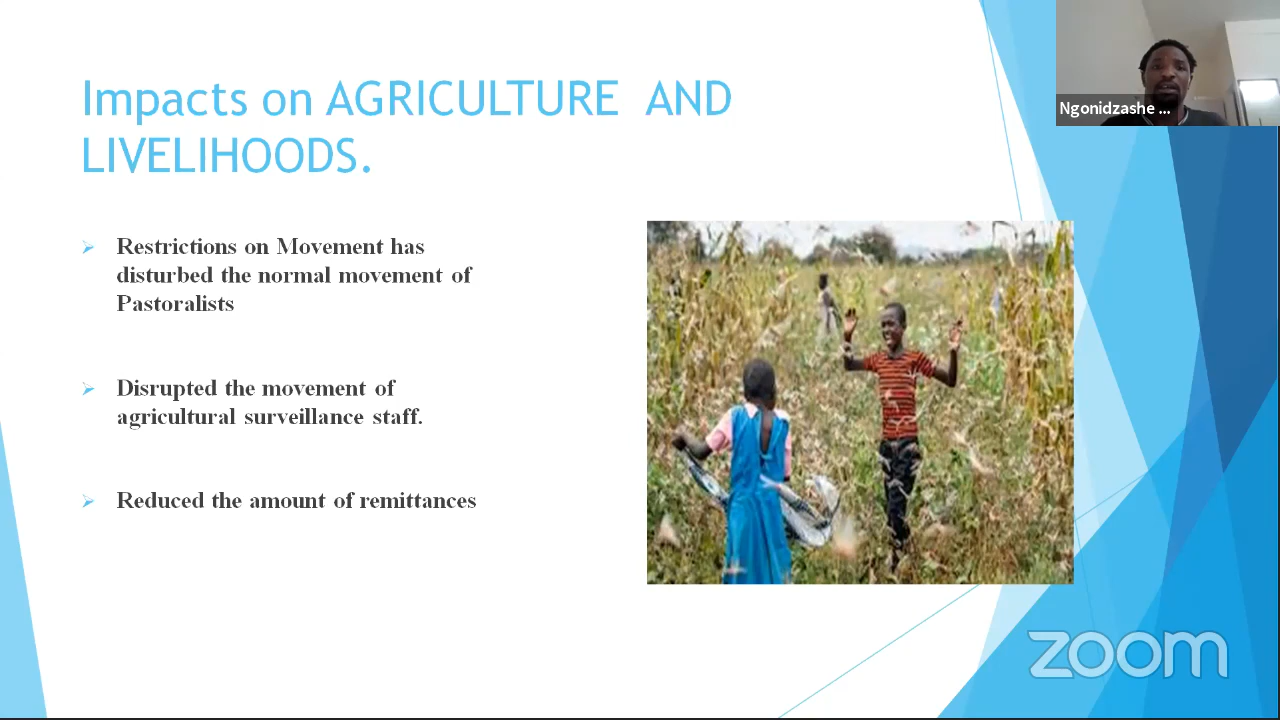 Impacts on AGRICULTURE AND
LIVELIHOODS.
Ngonidzashe ...
Restrictions on Movement has
disturbed the normal movement of
Pastoralists
Disrupted the movement of
agricultural surveillance staff.
Reduced the amount of remittances
zoom